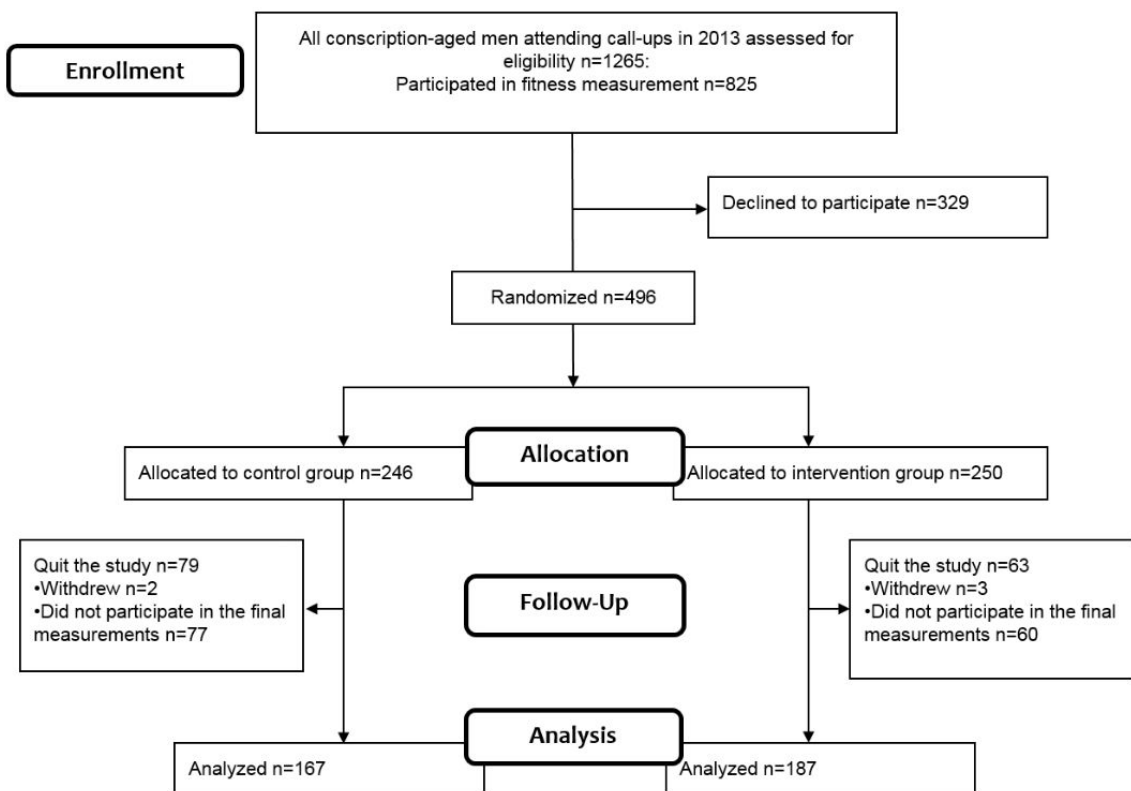 Enrollment
All conscription-aged men attending call-ups in 2013 assessed for
eligibility n=1265:
Participated in fitness measurement n=825
Declined to participate n=329
Randomized n=496
Allocation
Allocated to control group n=246
Allocated to intervention group n=250
Quit the study n=79
•Withdrew n=2
•Did not participate in the final
measurements n=77
Follow-Up
Quit the study n=63
•Withdrew n=3
•Did not participate in the final
measurements n=60
Analysis
Analyzed n=167
Analyzed n=187